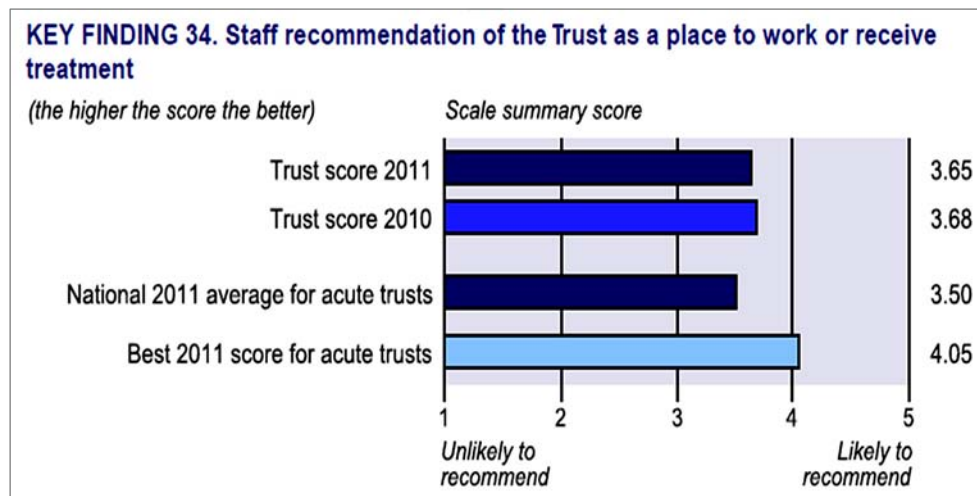 KEY FINDING 34. Staff recommendation of the Trust as a place to work or receive
treatment
(the higher the score the better) Scale summary score
Trust score 2011 3.65
Trust score 2010 3.68
National 2011 average for acute trusts 3.50
Best 2011 score for acute trusts 4.05
1 2 3 4 5
Unlikely to Likely to
recommend recommend